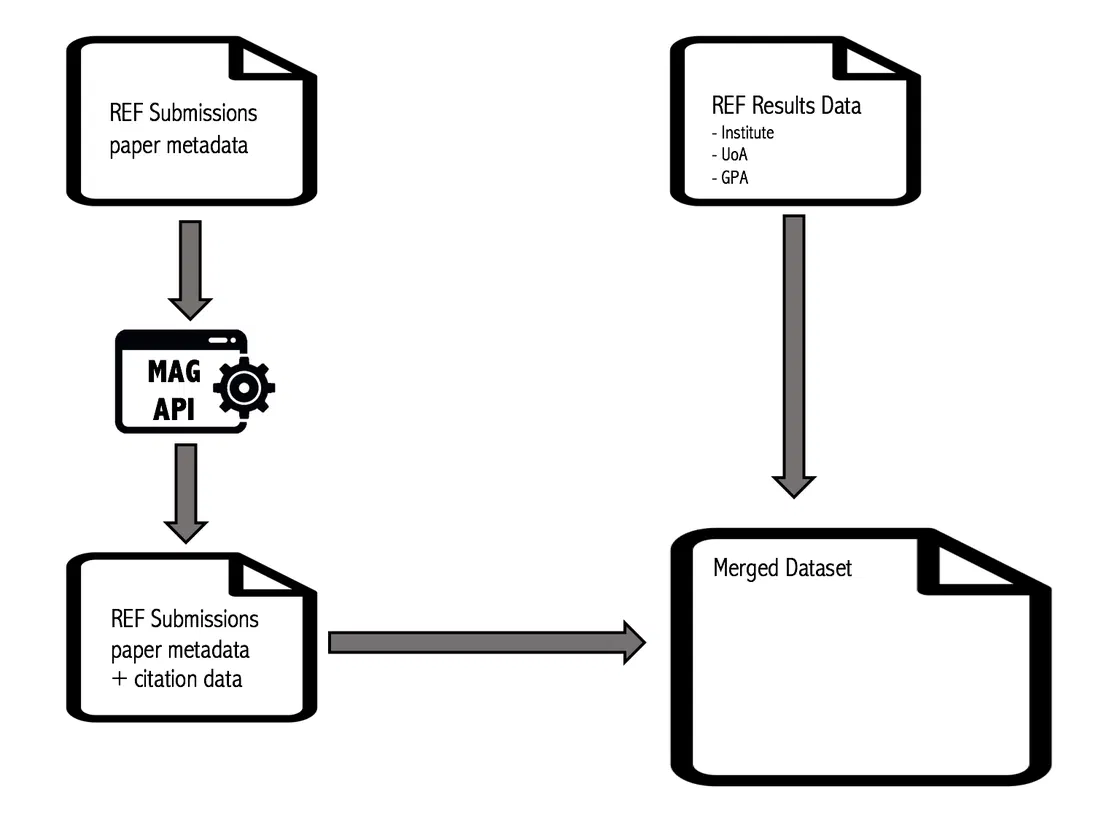 REF Submissions
paper metadata
REF Results Data
- Institute
- UoA
- GPA
MAG
API
REF Submissions
paper metadata
+ citation data
Merged Dataset